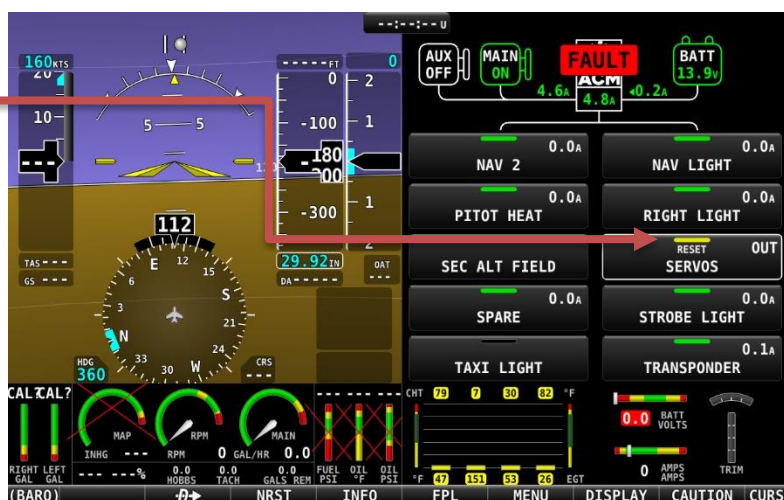 --:--:-- U
160KTS
-----FT
0
20
10
5
5
0
-100
-180
200
-300
2
1
1
2
112
29.92IN
OAT
DA-----
TAS---
GS ---
N
3
6
E
12
15
S
21
24
W
30
33
HDG
360
CRS
---
AUX
OFF
MAIN
ON
FAULT
ACM
4.8A
4.6A
◂0.2A
BATT
13.9V
0.0A
NAV 2
0.0A
NAV LIGHT
0.0A
PITOT HEAT
0.0A
RIGHT LIGHT
SEC ALT FIELD
RESET
OUT
SERVOS
0.0A
SPARE
0.0A
STROBE LIGHT
TAXI LIGHT
0.1A
TRANSPONDER
CAL?CAL?
RIGHT LEFT
GAL GAL
MAP
INHG ---
RPM
RPM 0
MAIN
GAL/HR 0.0
-- ---%
0.0
HOBBS
0.0
TACH
0.0
GALS REM
--- --- ---
FUEL OIL OIL
PSI °F PSI
CHT 79 7 30 82 °F
°F 47 151 53 26 EGT
0.0 BATT
VOLTS
0 AMPS
AMPS
TRIM
(BARO)
-D→
NRST
INFO
FPL
MENU
DISPLAY
CAUTION
CURS